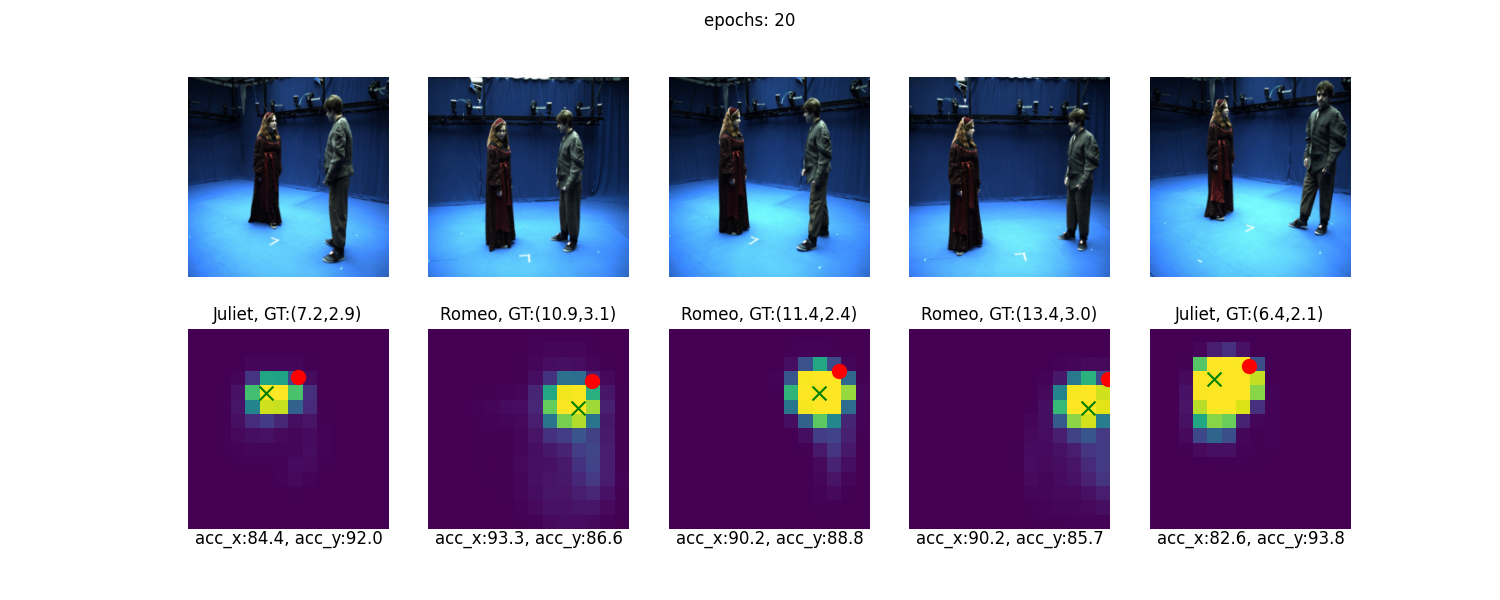 epochs: 20
Juliet, GT:(7.2,2.9)
Romeo, GT:(10.9,3.1)
Romeo, GT:(11.4,2.4)
Romeo, GT:(13.4,3.0)
Juliet, GT:(6.4,2.1)
acc_x:84.4, acc_y:92.0
acc_x:93.3, acc_y:86.6
acc_x:90.2, acc_y:88.8
acc_x:90.2, acc_y:85.7
acc_x:82.6, acc_y:93.8